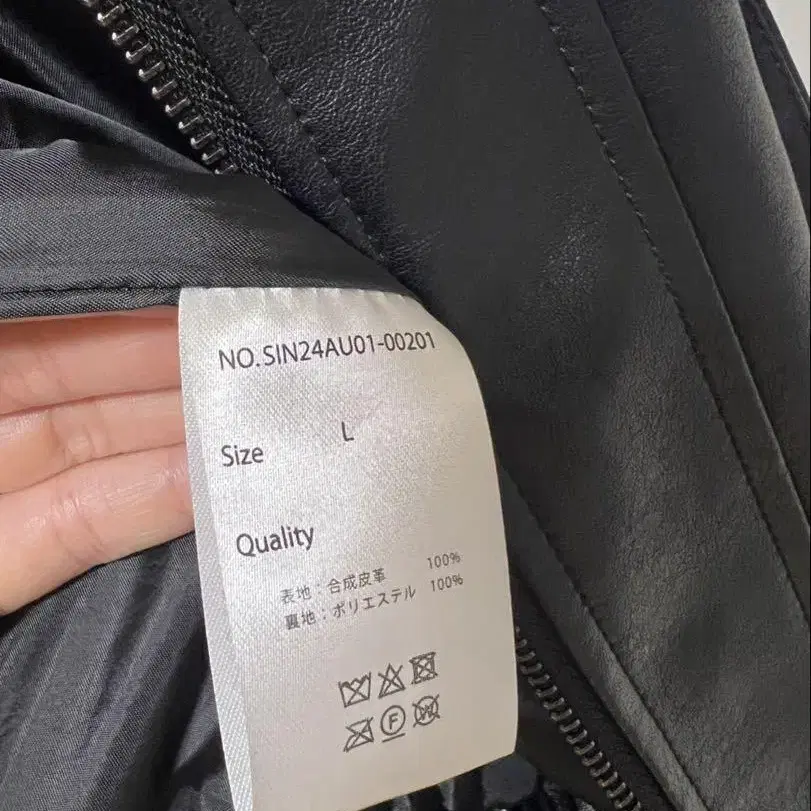 NO.SIN24AU01-00201
Size L
Quality
表地：合成皮革 100%
裏地：ポリエステル 100%
F W